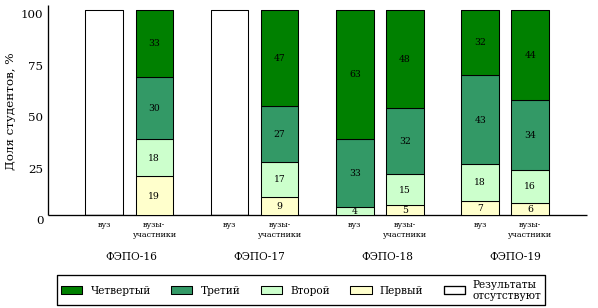 100
75
50
25
0
Доля студентов, %
33
30
18
19
47
27
17
9
63
33
4
48
32
15
5
32
43
18
7
44
34
16
6
вуз
вузы-
участники
вуз
вузы-
участники
вуз
вузы-
участники
вуз
вузы-
участники
ФЭПО-16
ФЭПО-17
ФЭПО-18
ФЭПО-19
Четвертый
Третий
Второй
Первый
Результаты
отсутствуют